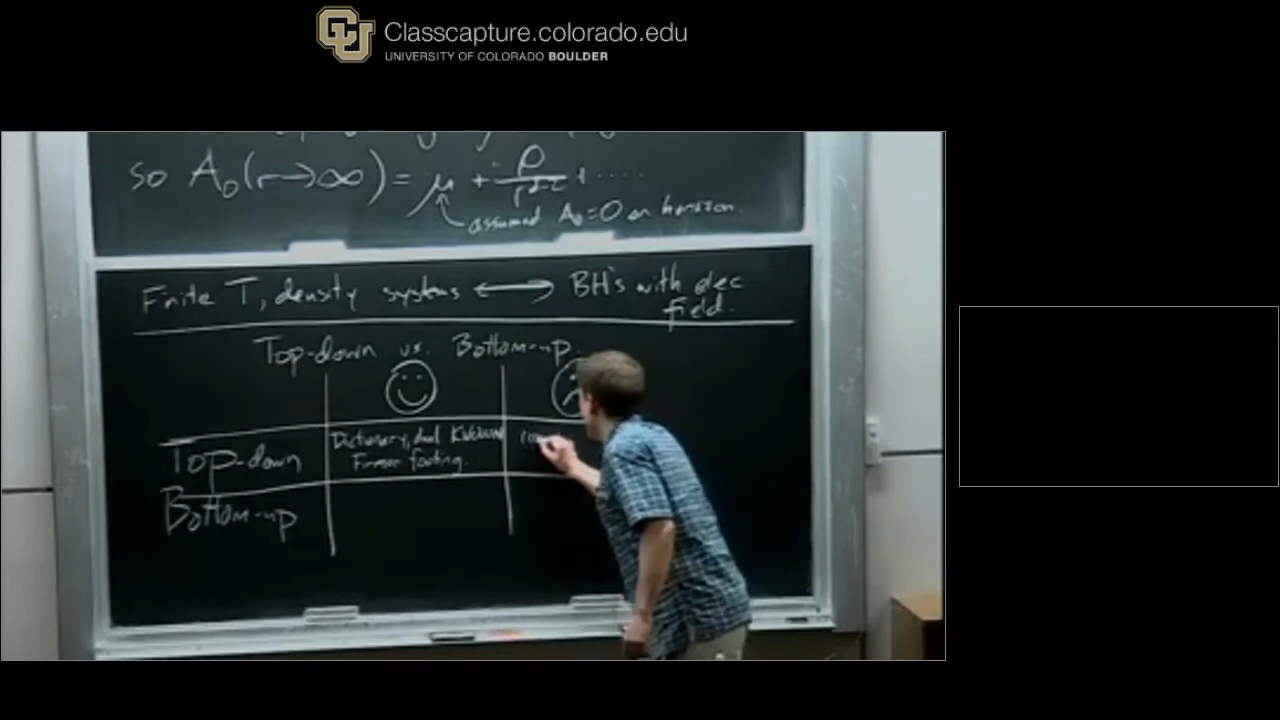 Classcapture.colorado.edu
UNIVERSITY OF COLORADO BOULDER
so A₀(r→∞) = μ + ρ/r^{d-2} + ....
assumed A₀=0 on horizon.
Finite T, density systems ⟷ BH's with elec
field.
Top-down vs. Bottom-up.
Top-down
Dictionary, dual known
Firmer footing.
Bottom-up